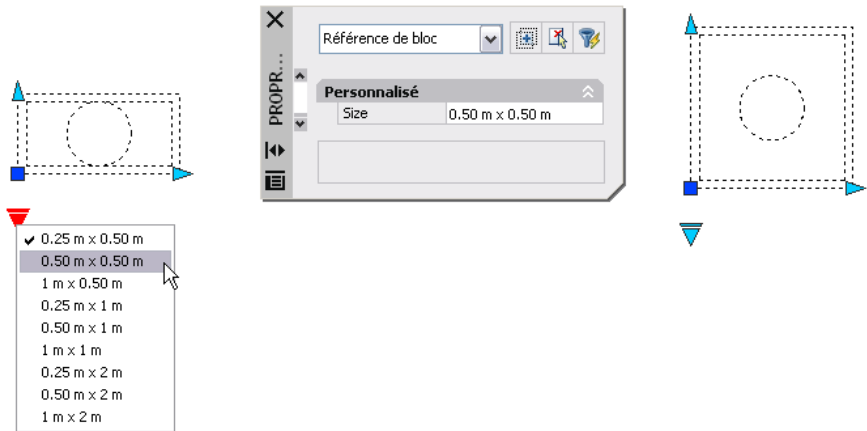 Référence de bloc
PROPR...
Personnalisé
Size 0.50 m x 0.50 m
0.25 m x 0.50 m
0.50 m x 0.50 m
1 m x 0.50 m
0.25 m x 1 m
0.50 m x 1 m
1 m x 1 m
0.25 m x 2 m
0.50 m x 2 m
1 m x 2 m